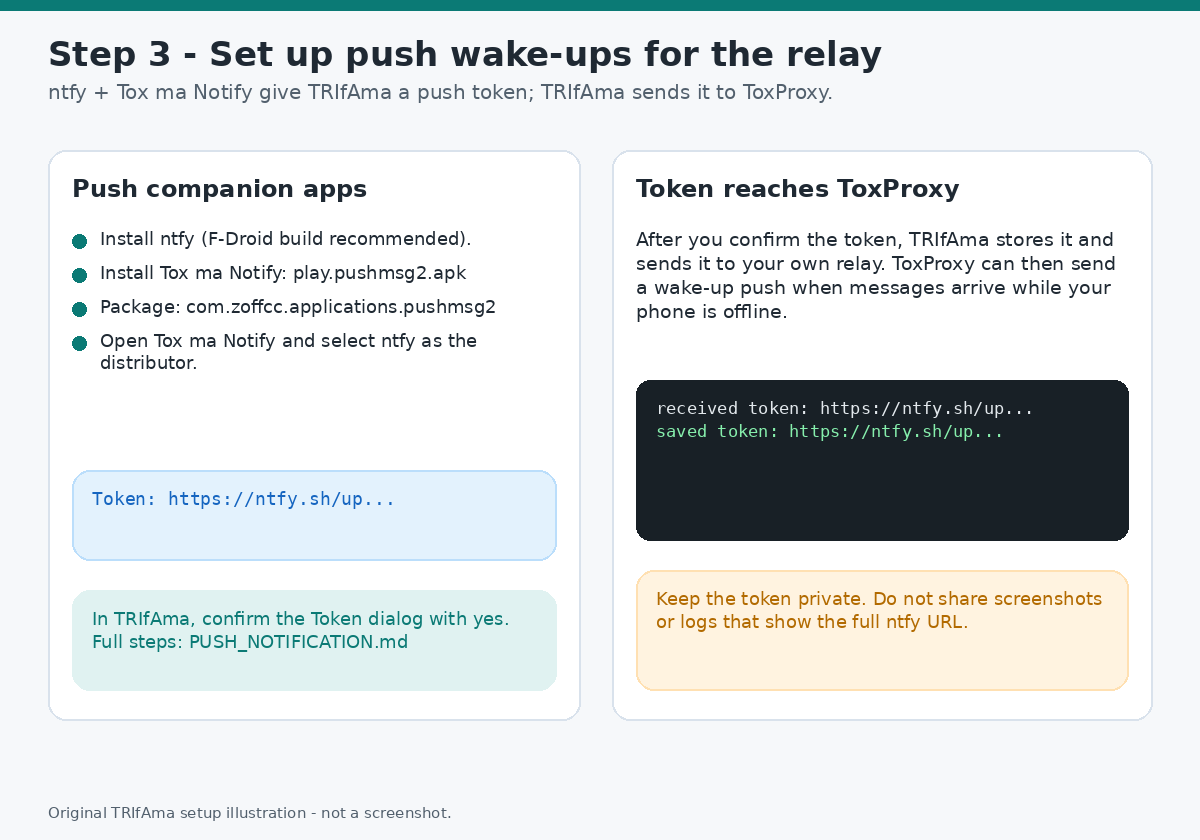 Step 3 - Set up push wake-ups for the relay
ntfy + Tox ma Notify give TRIfAma a push token; TRIfAma sends it to ToxProxy.
Push companion apps
Install ntfy (F-Droid build recommended).
Install Tox ma Notify: play.pushmsg2.apk
Package: com.zoffcc.applications.pushmsg2
Open Tox ma Notify and select ntfy as the
distributor.
Token: https://ntfy.sh/up...
In TRIfAma, confirm the Token dialog with yes.
Full steps: PUSH_NOTIFICATION.md
Token reaches ToxProxy
After you confirm the token, TRIfAma stores it and
sends it to your own relay. ToxProxy can then send
a wake-up push when messages arrive while your
phone is offline.
received token: https://ntfy.sh/up...
saved token: https://ntfy.sh/up...
Keep the token private. Do not share screenshots
or logs that show the full ntfy URL.
Original TRIfAma setup illustration - not a screenshot.